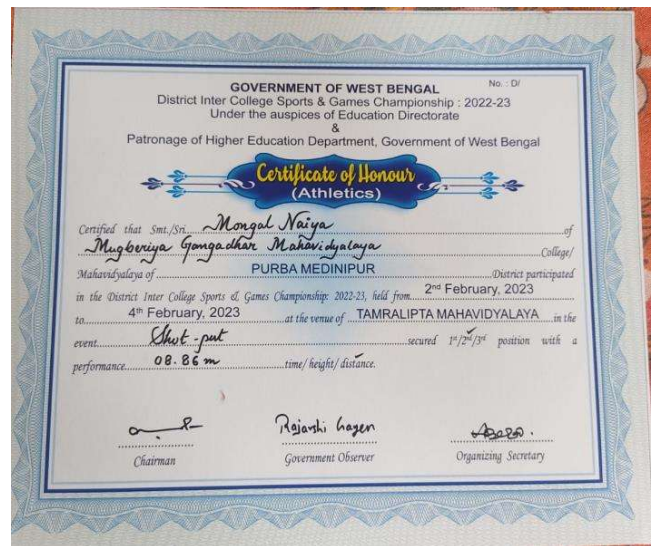 GOVERNMENT OF WEST BENGAL No. : D/
District Inter College Sports & Games Championship : 2022-23
Under the auspices of Education Directorate
&
Patronage of Higher Education Department, Government of West Bengal
Certificate of Honour
(Athletics)
Certified that Smt./Sri. Mongal Naiya of
Mugberiya Gangadhar Mahavidyalaya College/
Mahavidyalaya of PURBA MEDINIPUR District participated
in the District Inter College Sports & Games Championship: 2022-23, held from 2nd February, 2023
to 4th February, 2023 at the venue of TAMRALIPTA MAHAVIDYALAYA in the
event Shot-put secured 1st/2nd/3rd position with a
performance 08.86 m time/ height/ distance.
Rajarshi
Chairman Government Observer Organizing Secretary